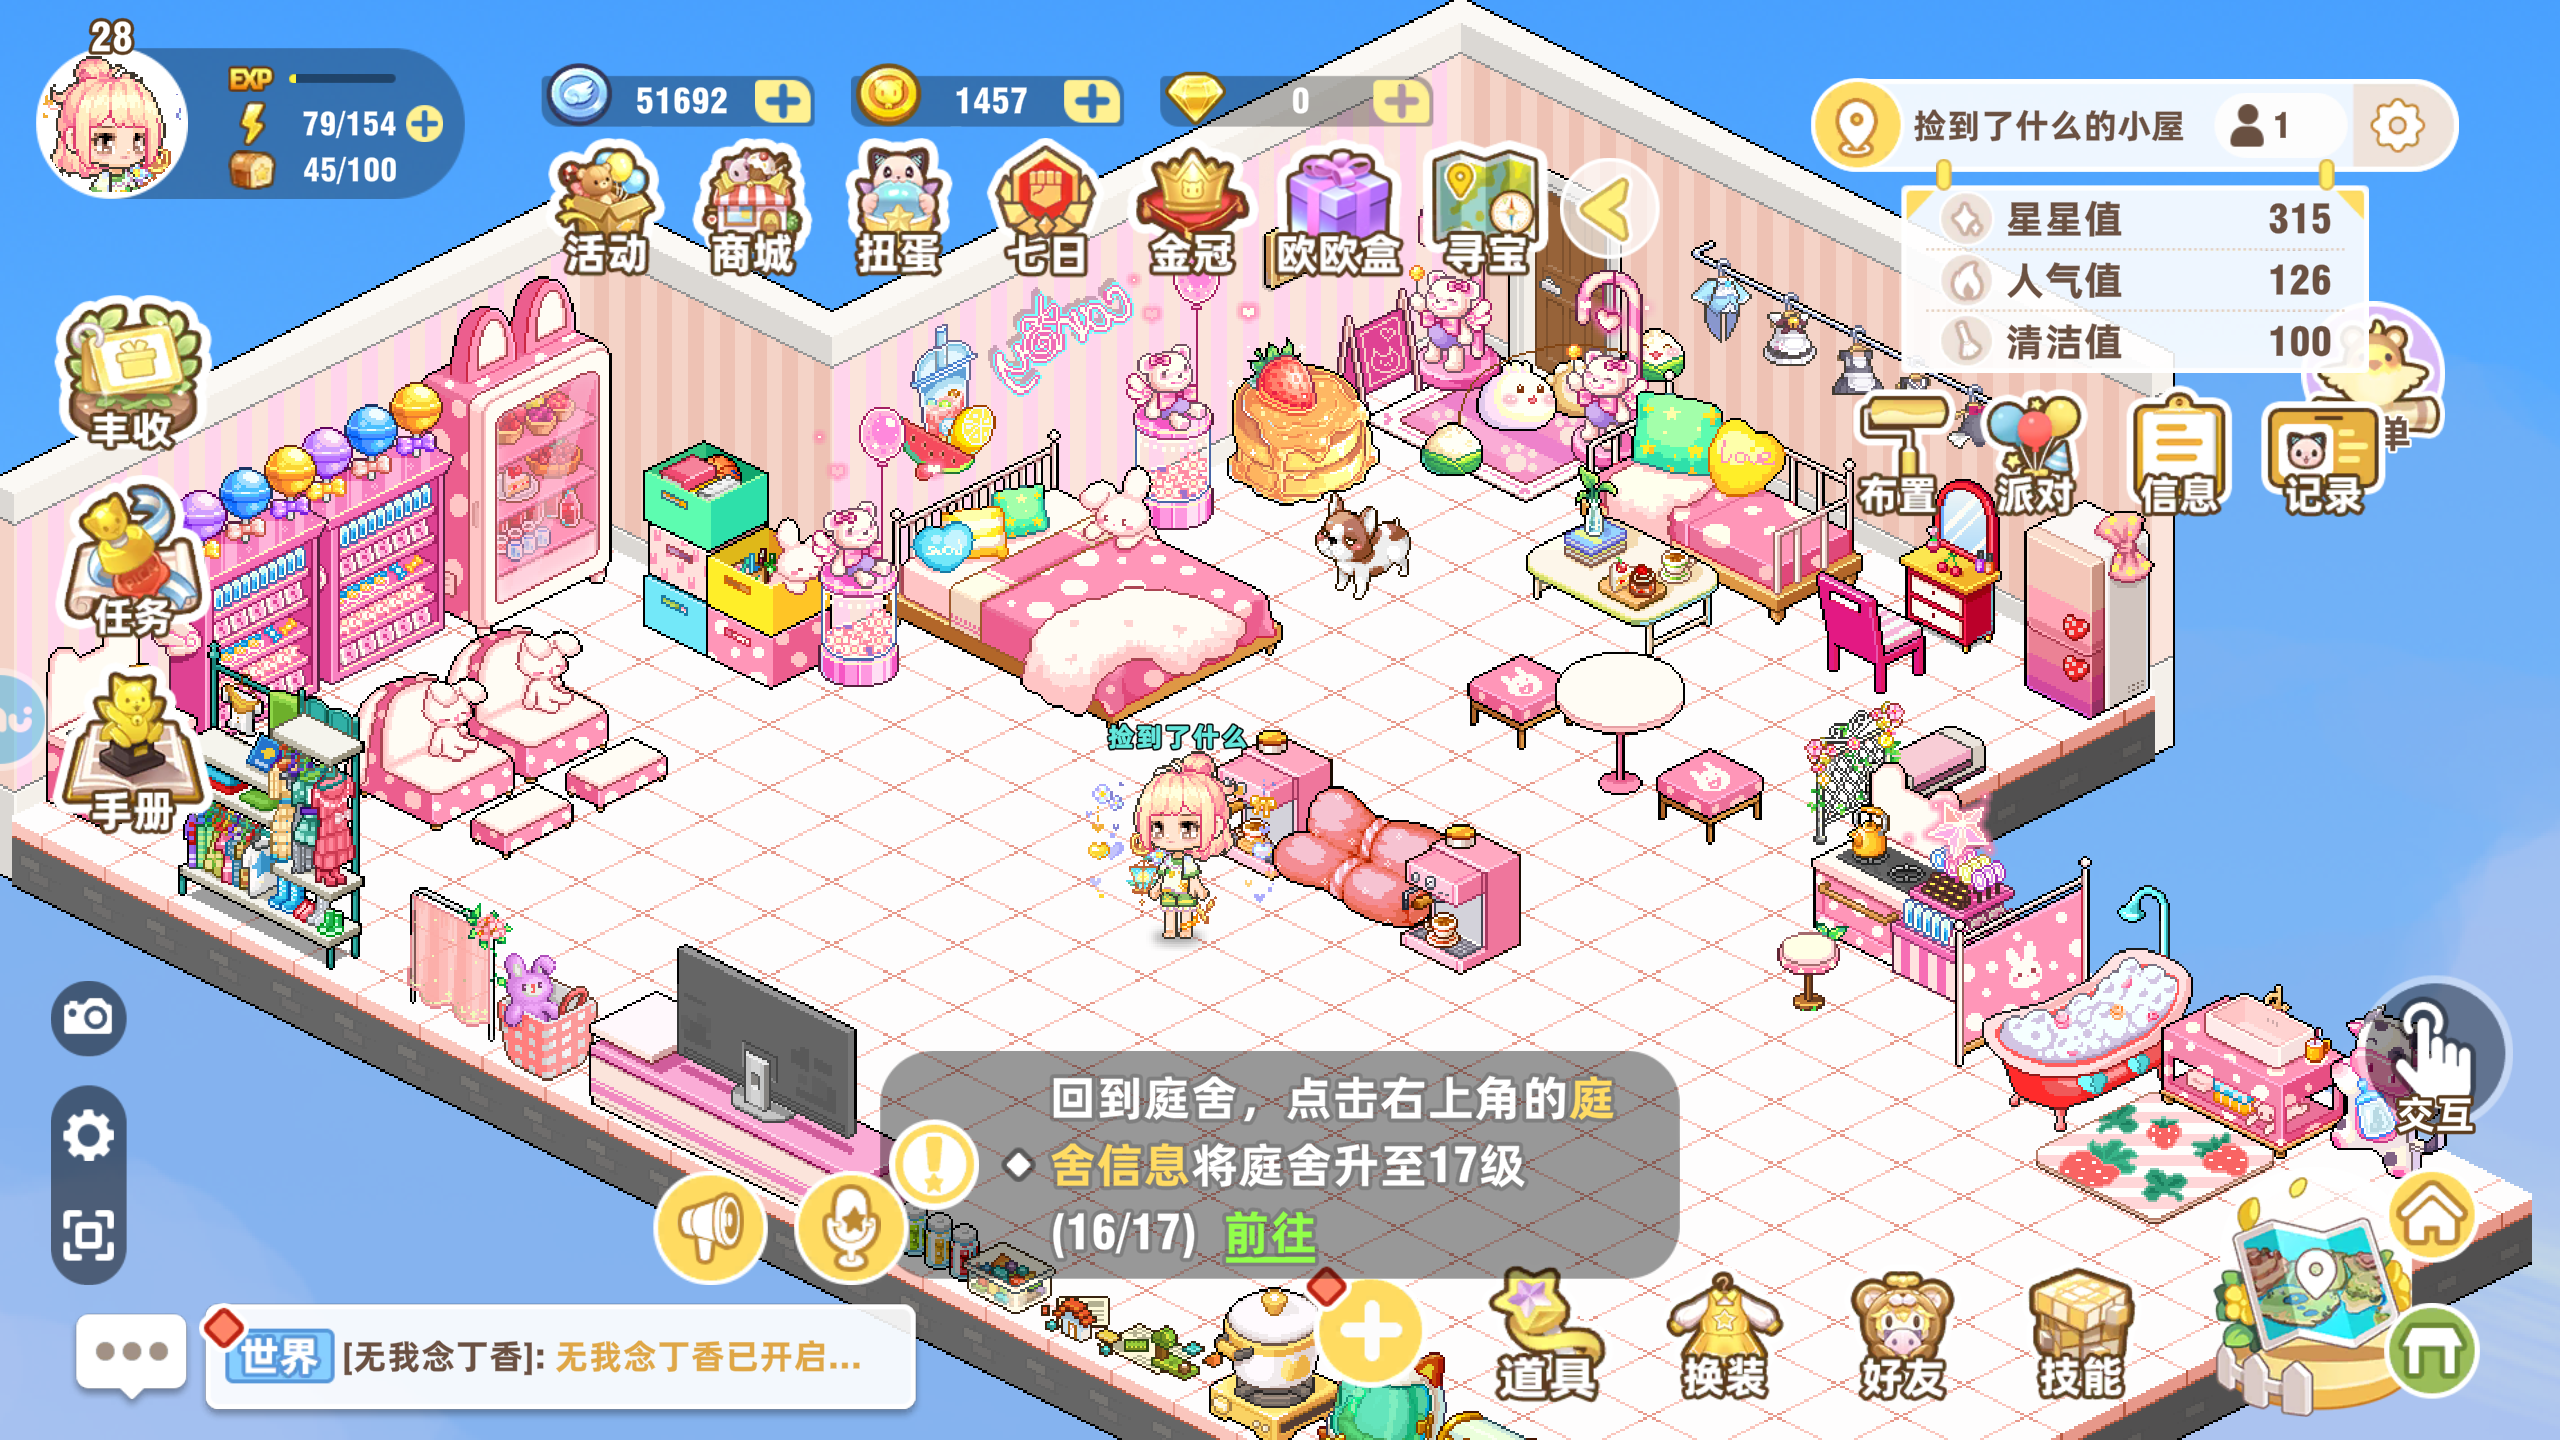 28
EXP
79/154
45/100
51692
1457
0
捡到了什么的小屋
1
星星值 315
人气值 126
清洁值 100
活动
商城
扭蛋
七日
金冠
欧欧盒
寻宝
丰收
任务
手册
布置
派对
信息
记录
单
Love
捡到了什么
回到庭舍，点击右上角的庭
舍信息将庭舍升至17级
(16/17) 前往
交互
世界 [无我念丁香]: 无我念丁香已开启...
道具
换装
好友
技能